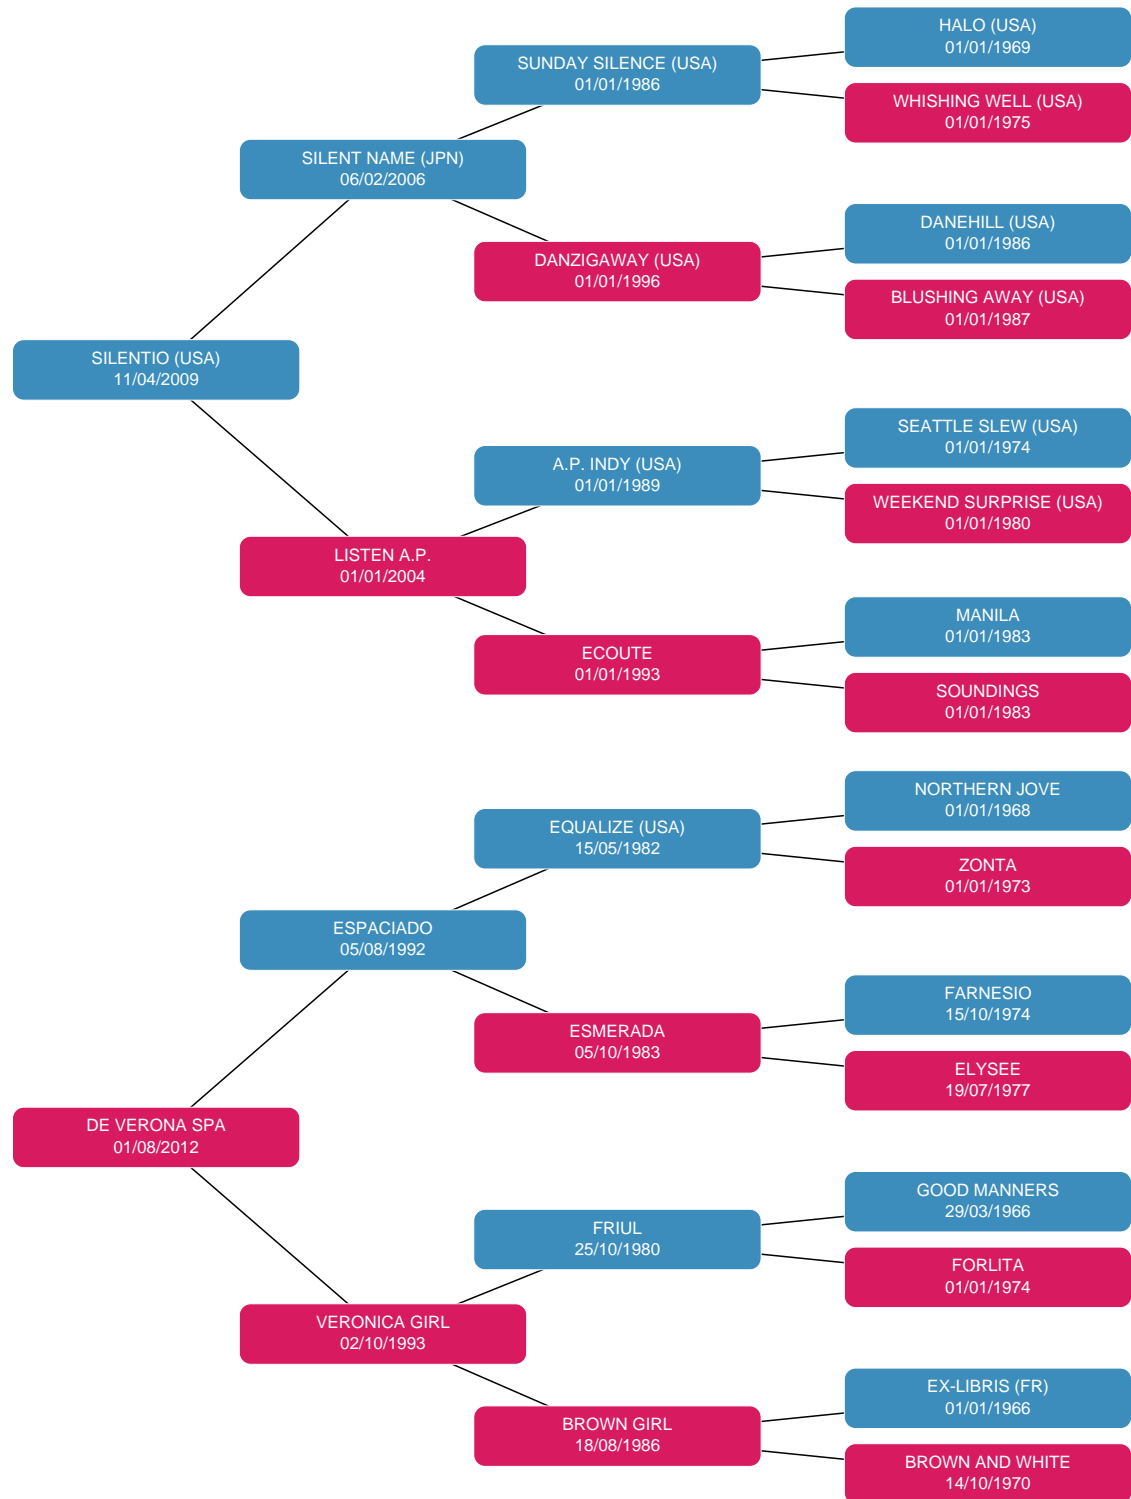 HALO (USA)
01/01/1969
SUNDAY SILENCE (USA)
01/01/1986
WHISHING WELL (USA)
01/01/1975
SILENT NAME (JPN)
06/02/2006
DANEHILL (USA)
01/01/1986
DANZIGAWAY (USA)
01/01/1996
BLUSHING AWAY (USA)
01/01/1987
SILENTIO (USA)
11/04/2009
SEATTLE SLEW (USA)
01/01/1974
A.P. INDY (USA)
01/01/1989
WEEKEND SURPRISE (USA)
01/01/1980
LISTEN A.P.
01/01/2004
MANILA
01/01/1983
ECOUTE
01/01/1993
SOUNDINGS
01/01/1983
NORTHERN JOVE
01/01/1968
EQUALIZE (USA)
15/05/1982
ZONTA
01/01/1973
ESPACIADO
05/08/1992
FARNESIO
15/10/1974
ESMERADA
05/10/1983
ELYSEE
19/07/1977
DE VERONA SPA
01/08/2012
GOOD MANNERS
29/03/1966
FRIUL
25/10/1980
FORLITA
01/01/1974
VERONICA GIRL
02/10/1993
EX-LIBRIS (FR)
01/01/1966
BROWN GIRL
18/08/1986
BROWN AND WHITE
14/10/1970